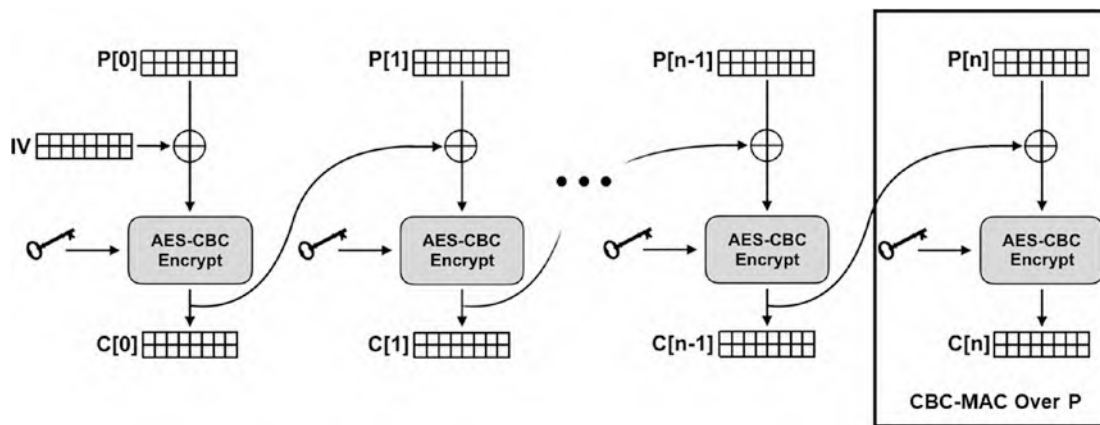 P[0]
P[1]
P[n-1]
P[n]
IV
AES-CBC
Encrypt
AES-CBC
Encrypt
AES-CBC
Encrypt
AES-CBC
Encrypt
C[0]
C[1]
C[n-1]
C[n]
CBC-MAC Over P